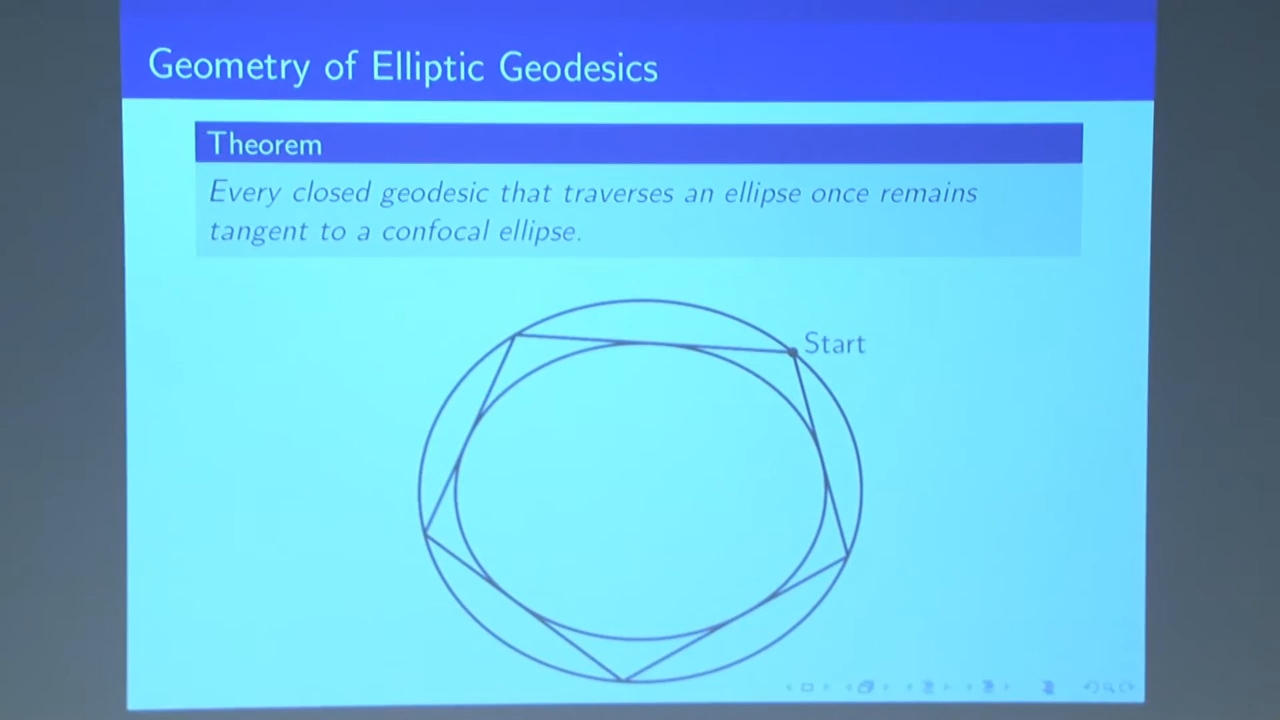 Geometry of Elliptic Geodesics
Theorem
Every closed geodesic that traverses an ellipse once remains
tangent to a confocal ellipse.
Start